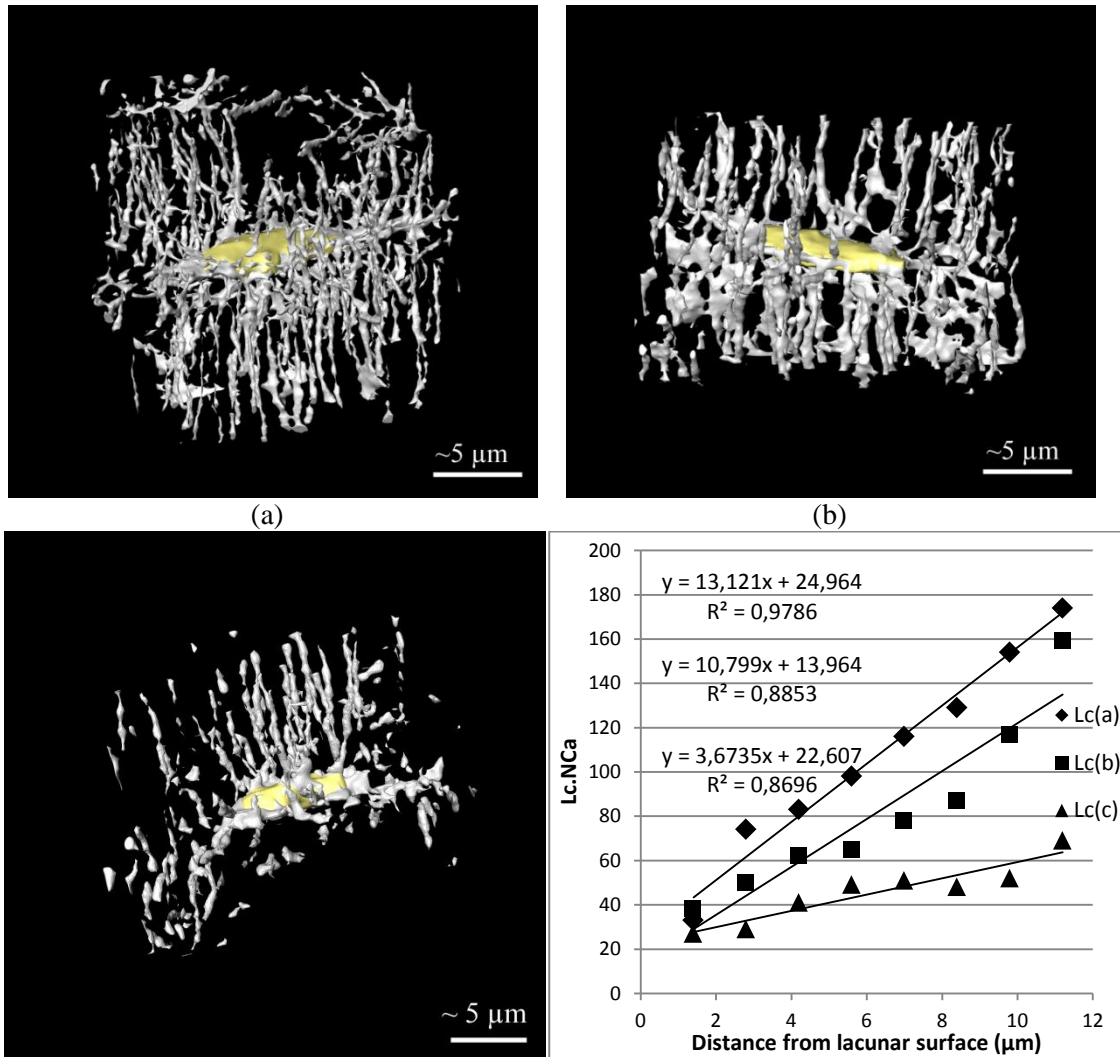 ~5 µm
~5 µm
(a)
(b)
~ 5 µm
200
180
160
140
120
100
80
60
40
20
0
Lc.NCa
y = 13,121x + 24,964
R² = 0,9786
y = 10,799x + 13,964
R² = 0,8853
y = 3,6735x + 22,607
R² = 0,8696
Lc(a)
Lc(b)
Lc(c)
0 2 4 6 8 10 12
Distance from lacunar surface (µm)